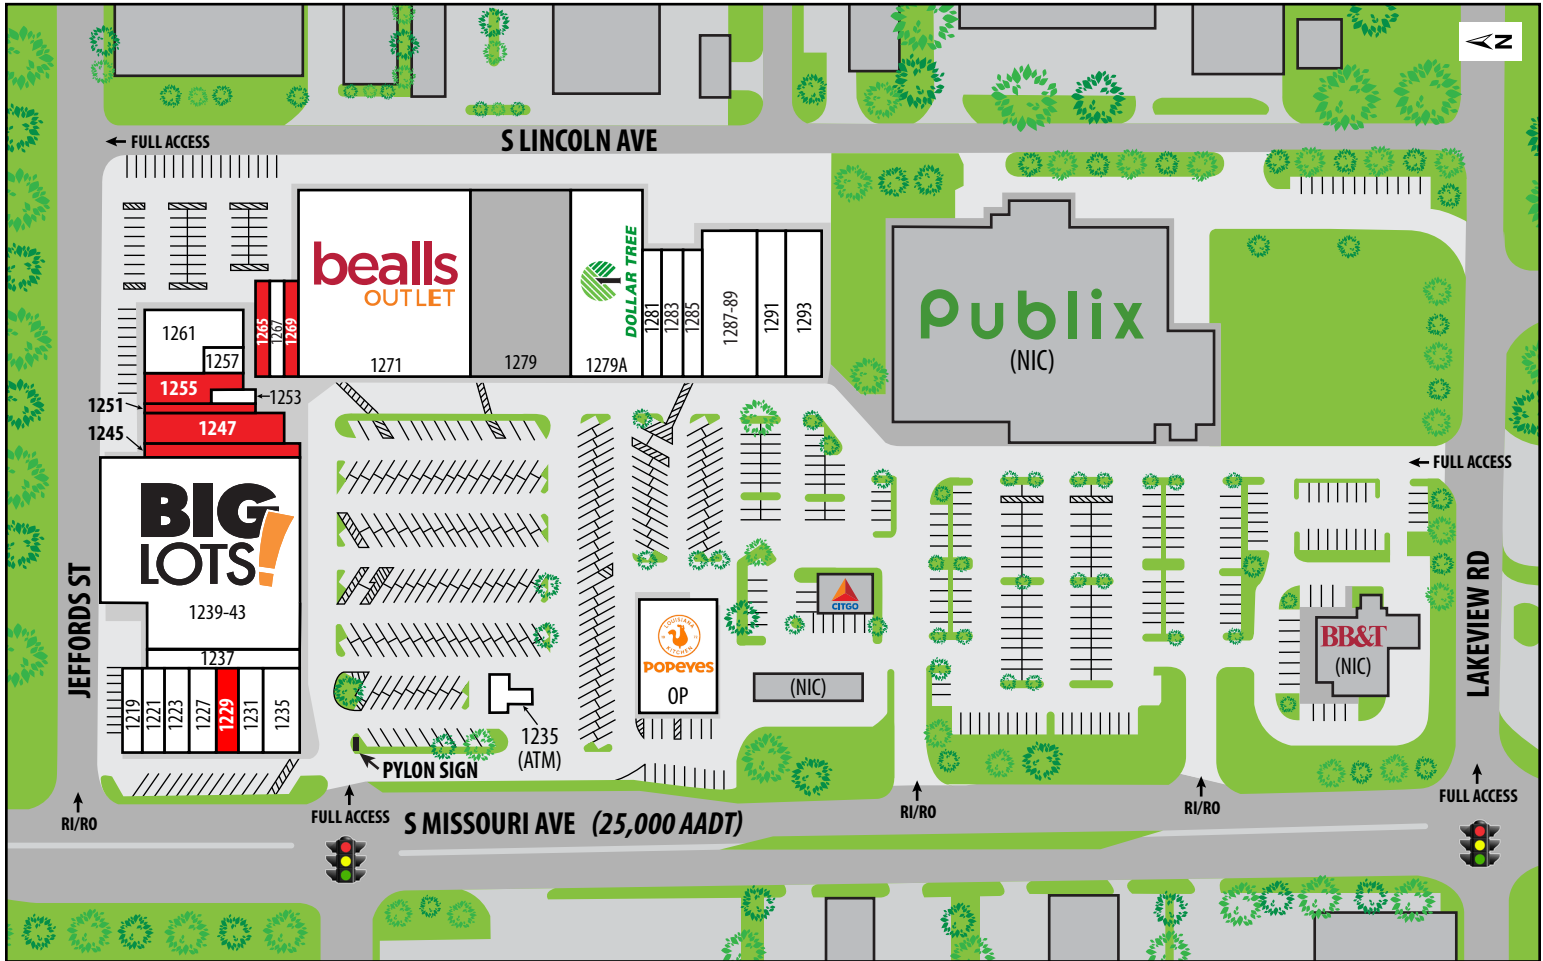 N
← FULL ACCESS
S LINCOLN AVE
bealls
OUTLET
1271
1279
DOLLAR TREE
1279A
1281
1283
1285
1287-89
1291
1293
Publix
(NIC)
1265
1267
1269
1261
1257
1255
1253
1251
1247
1245
BIG
LOTS!
1239-43
1237
1219
1221
1223
1227
1229
1231
1235
JEFFORDS ST
← FULL ACCESS
CITGO
LOUISIANA
KITCHEN
POPEYES
OP
(NIC)
1235
(ATM)
PYLON SIGN
BB&T
(NIC)
LAKEVIEW RD
RI/RO
FULL ACCESS
S MISSOURI AVE (25,000 AADT)
RI/RO
RI/RO
FULL ACCESS